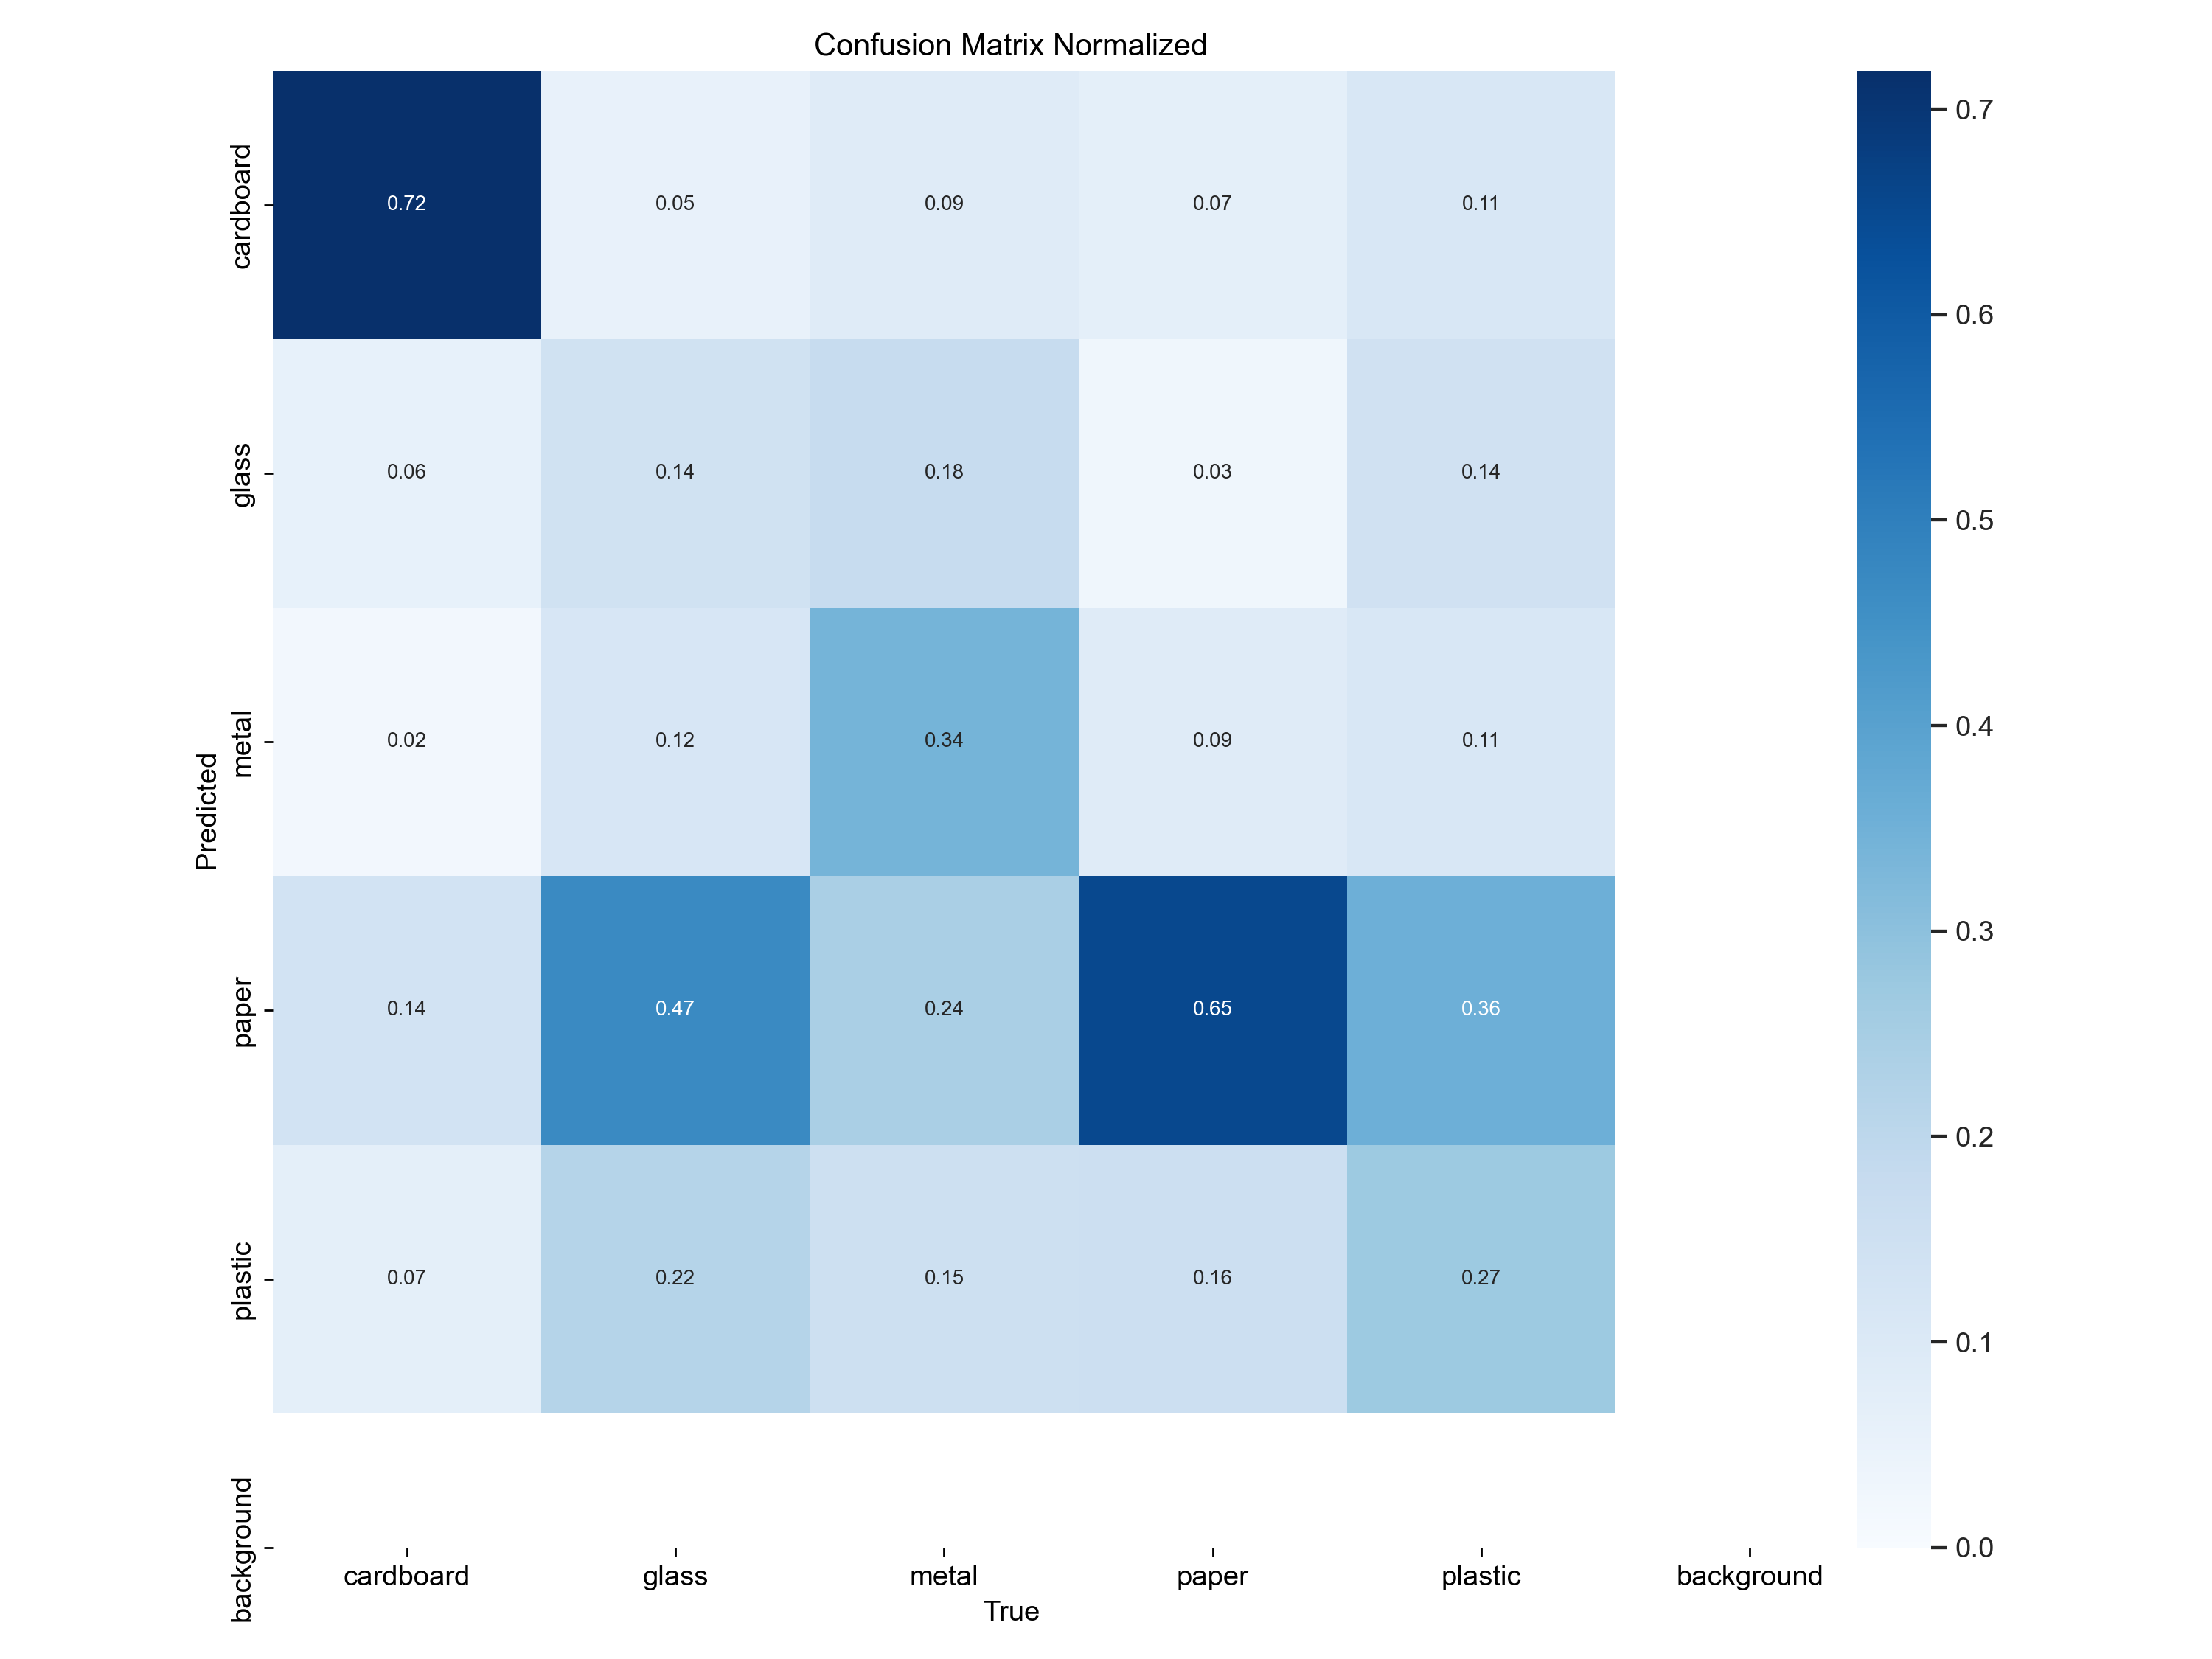 Confusion Matrix Normalized
cardboard 0.72 0.05 0.09 0.07 0.11
glass 0.06 0.14 0.18 0.03 0.14
metal 0.02 0.12 0.34 0.09 0.11
paper 0.14 0.47 0.24 0.65 0.36
plastic 0.07 0.22 0.15 0.16 0.27
background
Predicted
cardboard glass metal paper plastic background
True
0.7
0.6
0.5
0.4
0.3
0.2
0.1
0.0